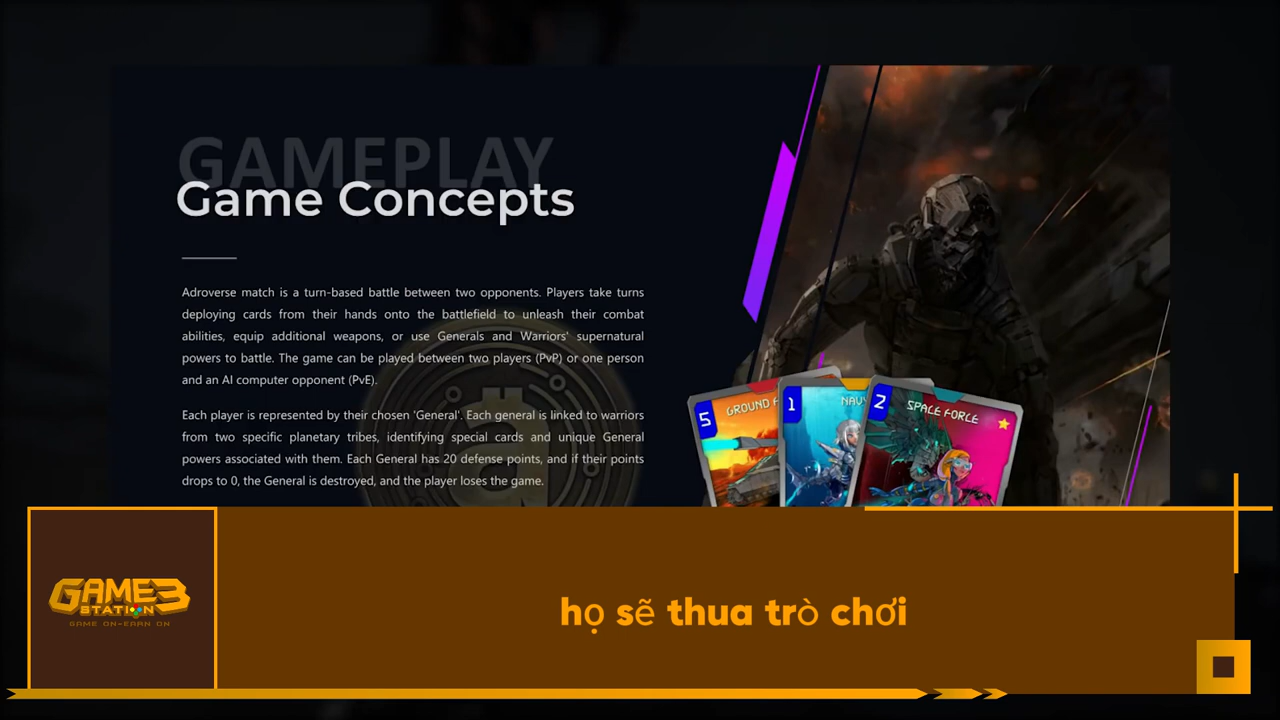 GAMEPLAY
Game Concepts
Adroverse match is a turn-based battle between two opponents. Players take turns
deploying cards from their hands onto the battlefield to unleash their combat
abilities, equip additional weapons, or use Generals and Warriors' supernatural
powers to battle. The game can be played between two players (PvP) or one person
and an AI computer opponent (PvE).
Each player is represented by their chosen 'General'. Each general is linked to warriors
from two specific planetary tribes, identifying special cards and unique General
powers associated with them. Each General has 20 defense points, and if their points
drops to 0, the General is destroyed, and the player loses the game.
5 GROUND F
1 NAVY
2 SPACE FORCE
GAME3
STATION
GAME ON-EARN ON
họ sẽ thua trò chơi